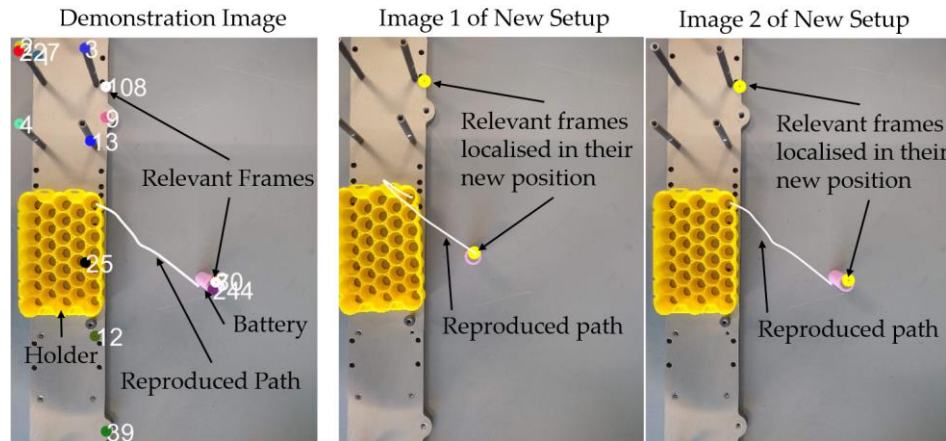 Demonstration Image
Image 1 of New Setup
Image 2 of New Setup
3
108
9
4
13
Relevant Frames
25
Battery
Holder
12
Reproduced Path
39
Relevant frames
localised in their
new position
Reproduced path
Relevant frames
localised in their
new position
Reproduced path